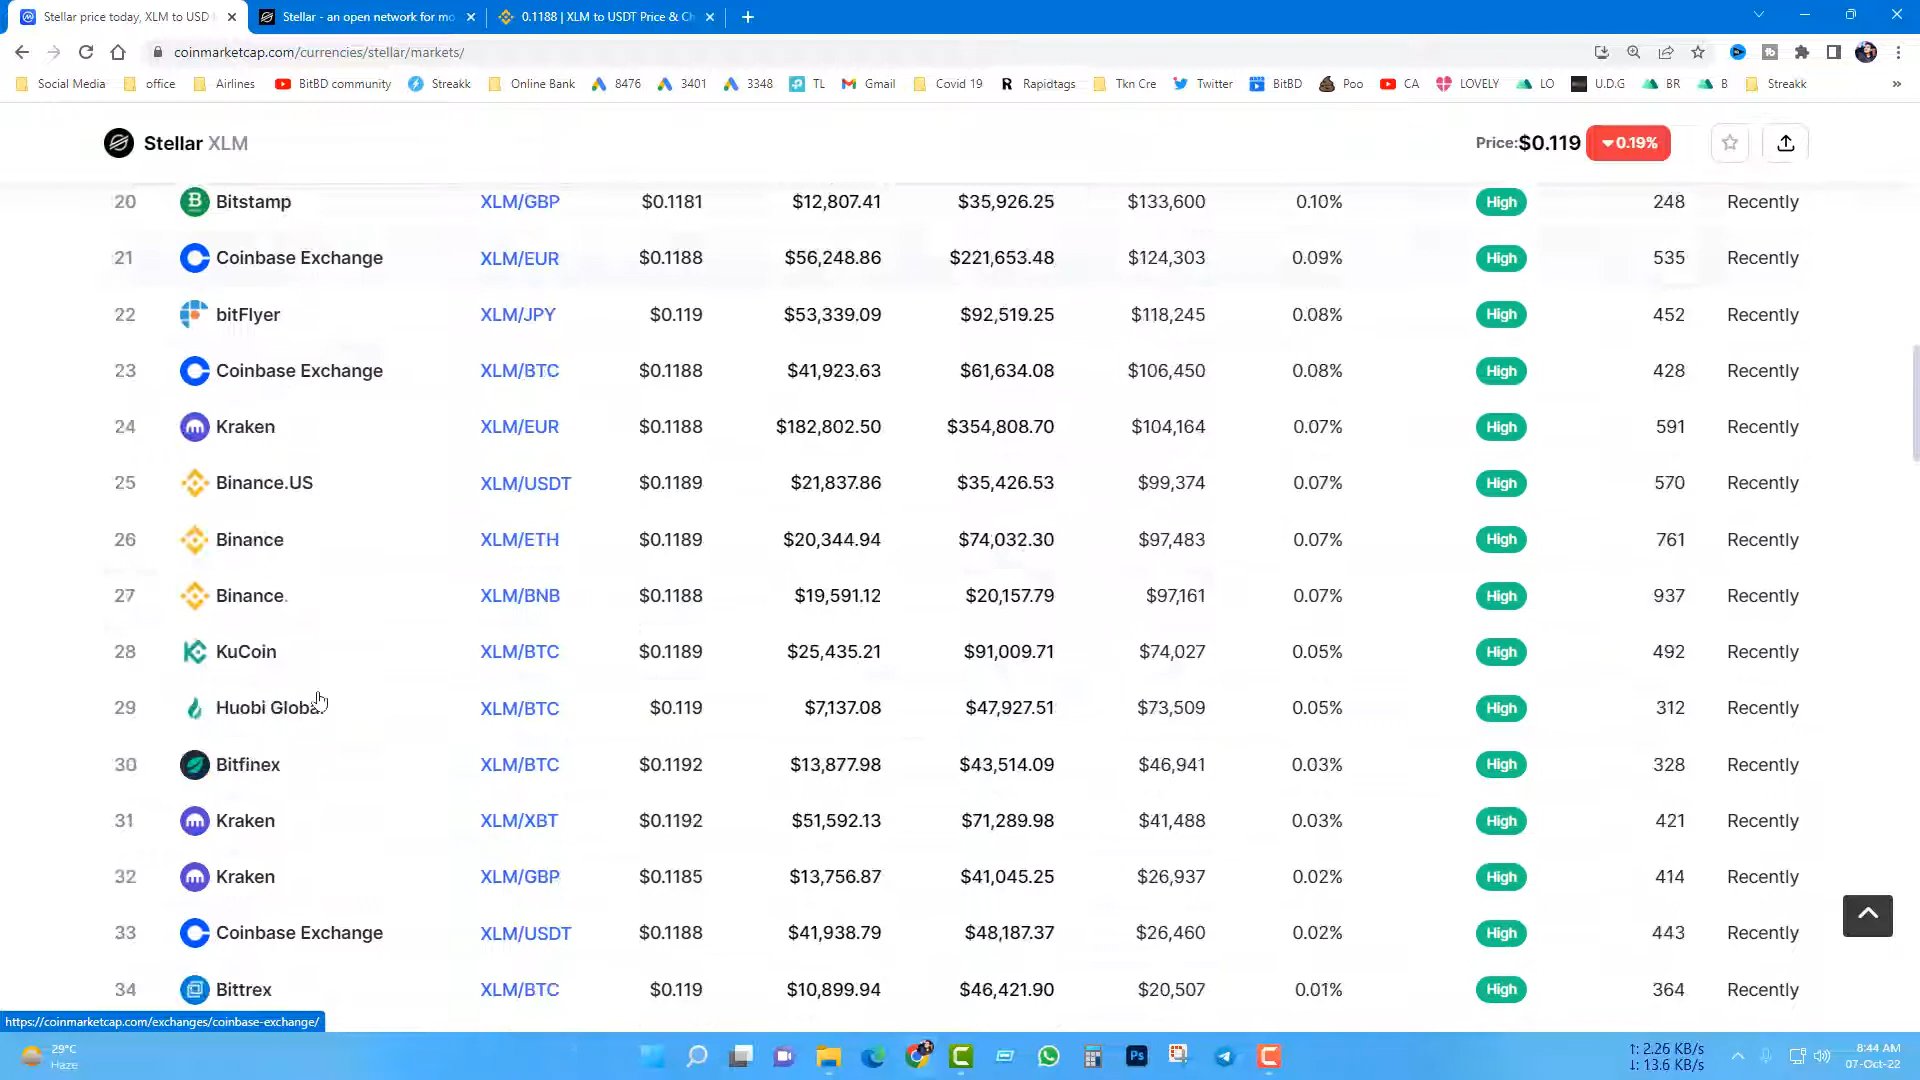 Stellar price today, XLM to USD
Stellar - an open network for mo
0.1188 | XLM to USDT Price & Ch
coinmarketcap.com/currencies/stellar/markets/
Social Media office Airlines BitBD community Streakk Online Bank 8476 3401 3348 TL Gmail Covid 19 Rapidtags Tkn Cre Twitter BitBD Poo CA LOVELY LO U.D.G BR B Streakk »
Stellar XLM Price:$0.119 0.19%
20 Bitstamp XLM/GBP $0.1181 $12,807.41 $35,926.25 $133,600 0.10% High 248 Recently
21 Coinbase Exchange XLM/EUR $0.1188 $56,248.86 $221,653.48 $124,303 0.09% High 535 Recently
22 bitFlyer XLM/JPY $0.119 $53,339.09 $92,519.25 $118,245 0.08% High 452 Recently
23 Coinbase Exchange XLM/BTC $0.1188 $41,923.63 $61,634.08 $106,450 0.08% High 428 Recently
24 Kraken XLM/EUR $0.1188 $182,802.50 $354,808.70 $104,164 0.07% High 591 Recently
25 Binance.US XLM/USDT $0.1189 $21,837.86 $35,426.53 $99,374 0.07% High 570 Recently
26 Binance XLM/ETH $0.1189 $20,344.94 $74,032.30 $97,483 0.07% High 761 Recently
27 Binance XLM/BNB $0.1188 $19,591.12 $20,157.79 $97,161 0.07% High 937 Recently
28 KuCoin XLM/BTC $0.1189 $25,435.21 $91,009.71 $74,027 0.05% High 492 Recently
29 Huobi Global XLM/BTC $0.119 $7,137.08 $47,927.51 $73,509 0.05% High 312 Recently
30 Bitfinex XLM/BTC $0.1192 $13,877.98 $43,514.09 $46,941 0.03% High 328 Recently
31 Kraken XLM/XBT $0.1192 $51,592.13 $71,289.98 $41,488 0.03% High 421 Recently
32 Kraken XLM/GBP $0.1185 $13,756.87 $41,045.25 $26,937 0.02% High 414 Recently
33 Coinbase Exchange XLM/USDT $0.1188 $41,938.79 $48,187.37 $26,460 0.02% High 443 Recently
34 Bittrex XLM/BTC $0.119 $10,899.94 $46,421.90 $20,507 0.01% High 364 Recently
https://coinmarketcap.com/exchanges/coinbase-exchange/
29°C
Haze
Ps
↑: 2.26 KB/s
↓: 13.6 KB/s
8:44 AM
07-Oct-22